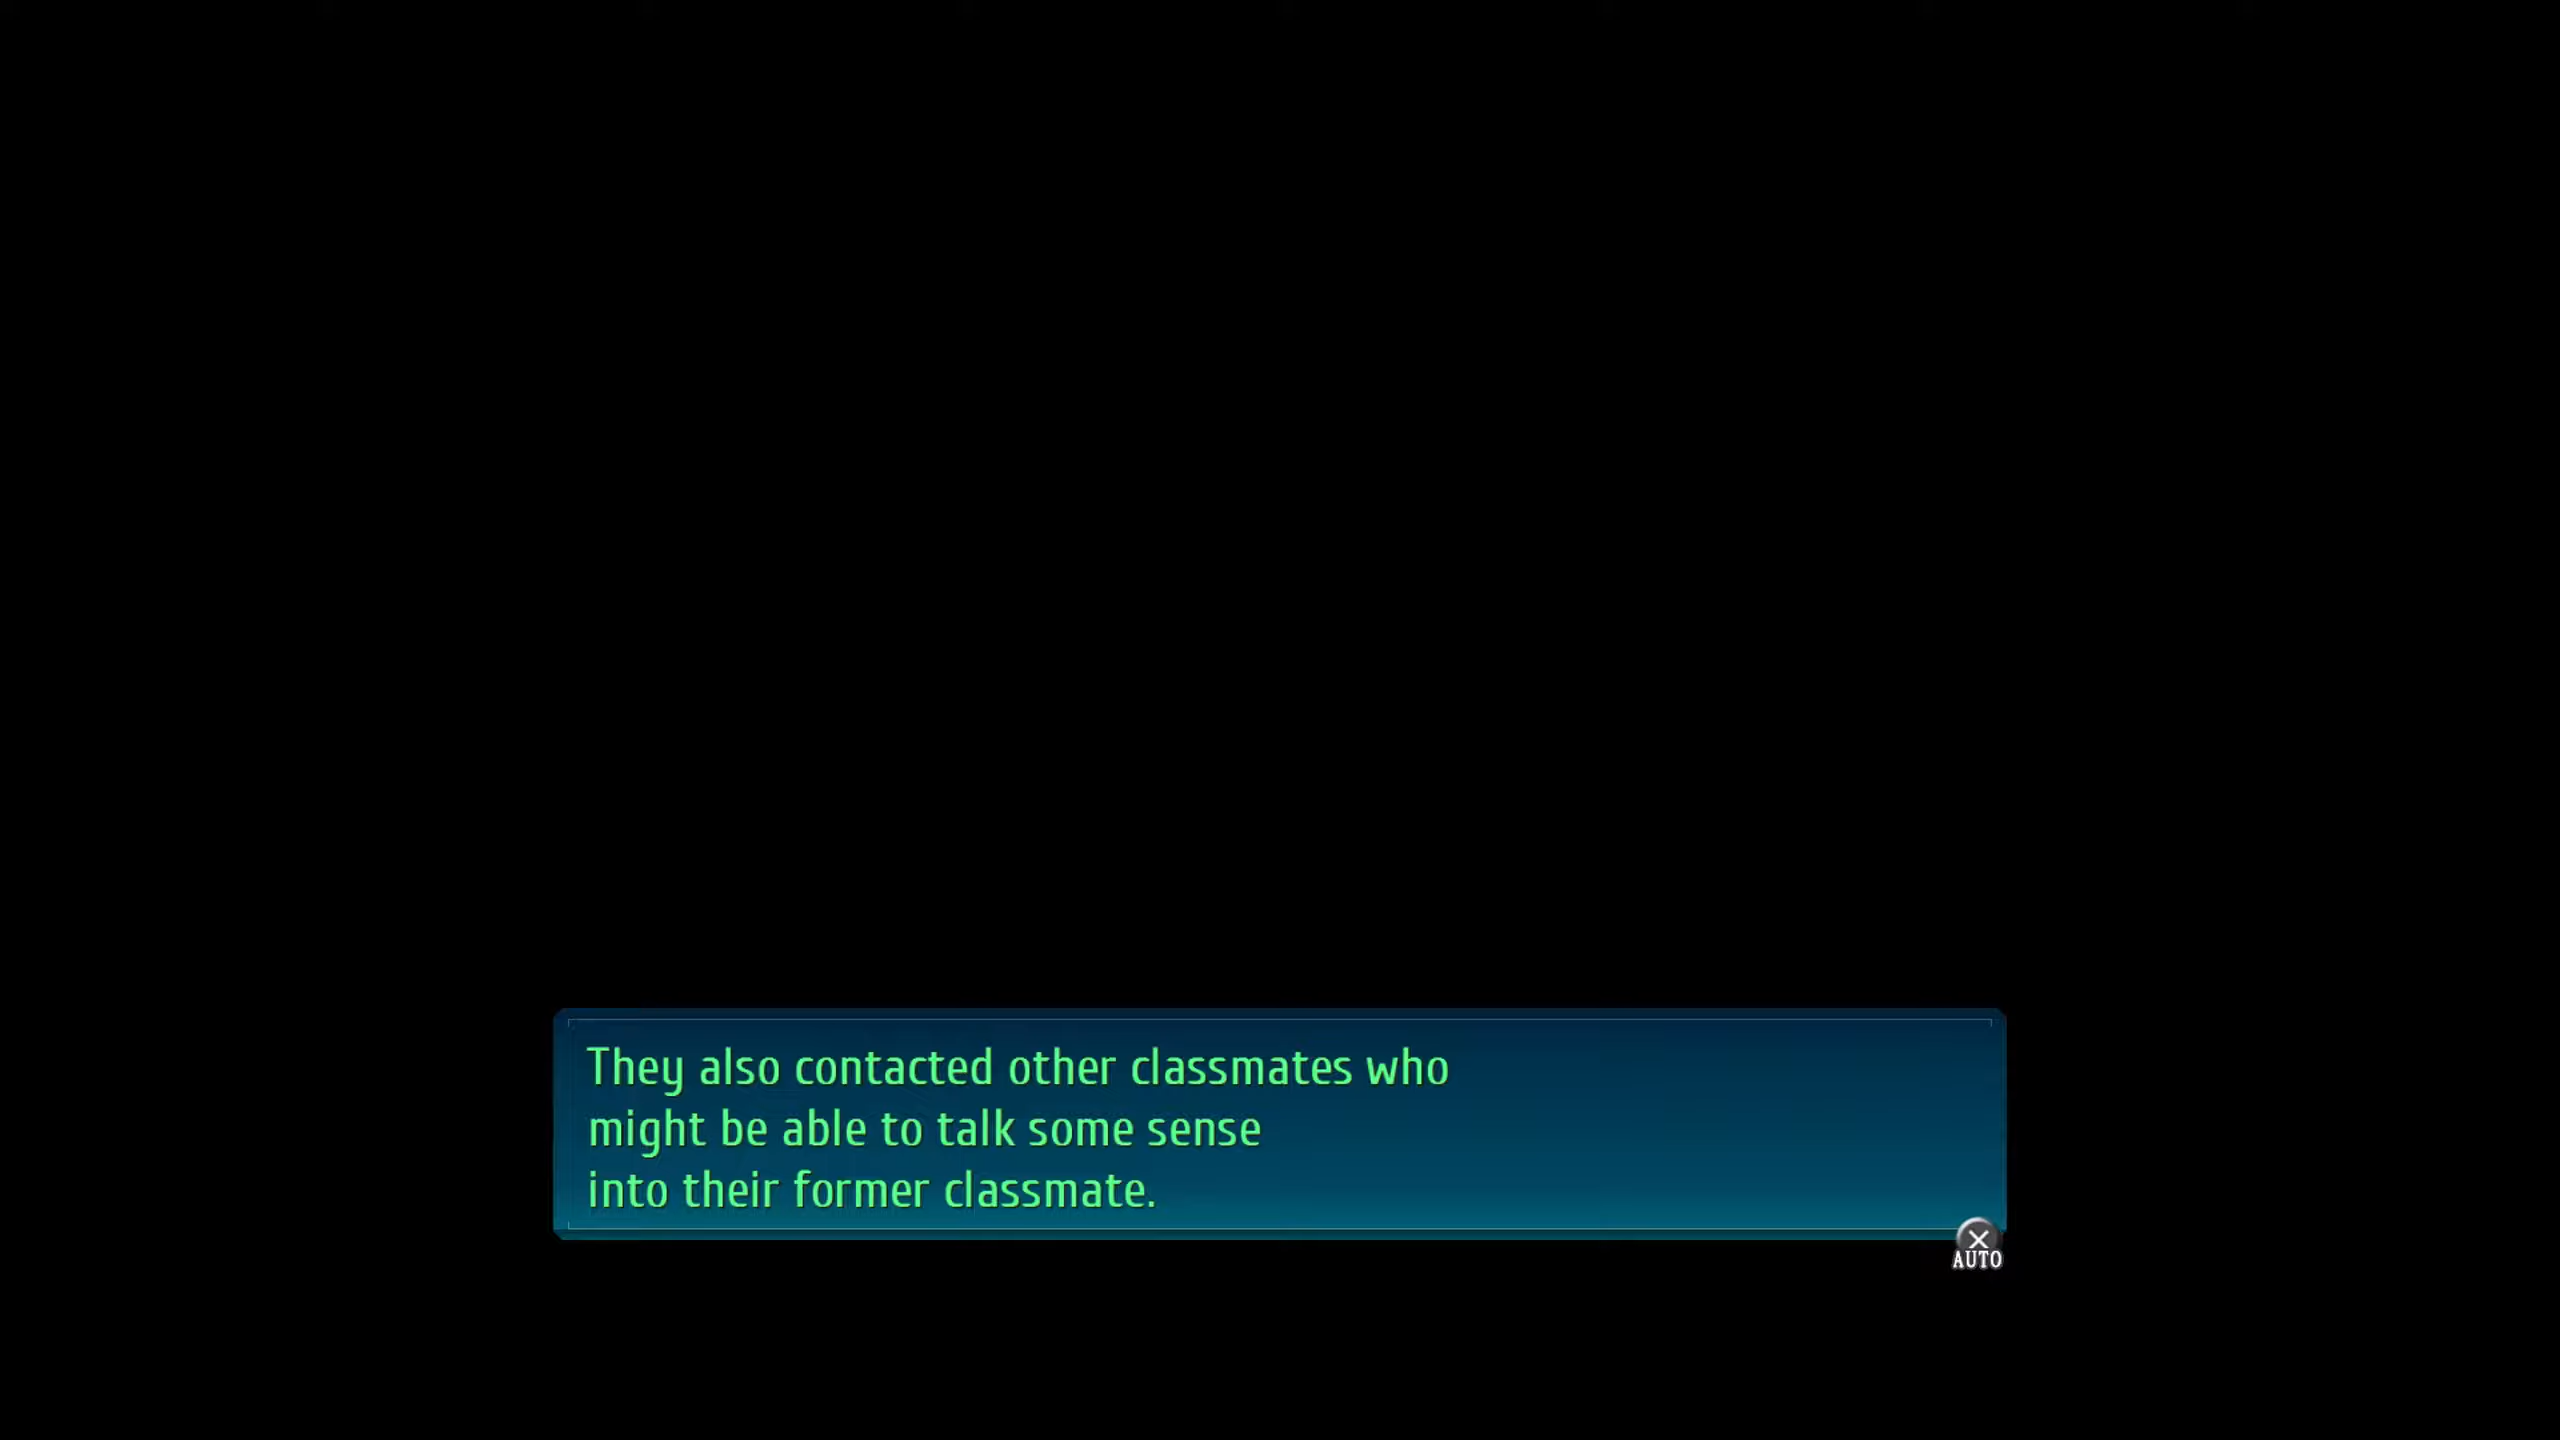 They also contacted other classmates who
might be able to talk some sense
into their former classmate.
AUTO